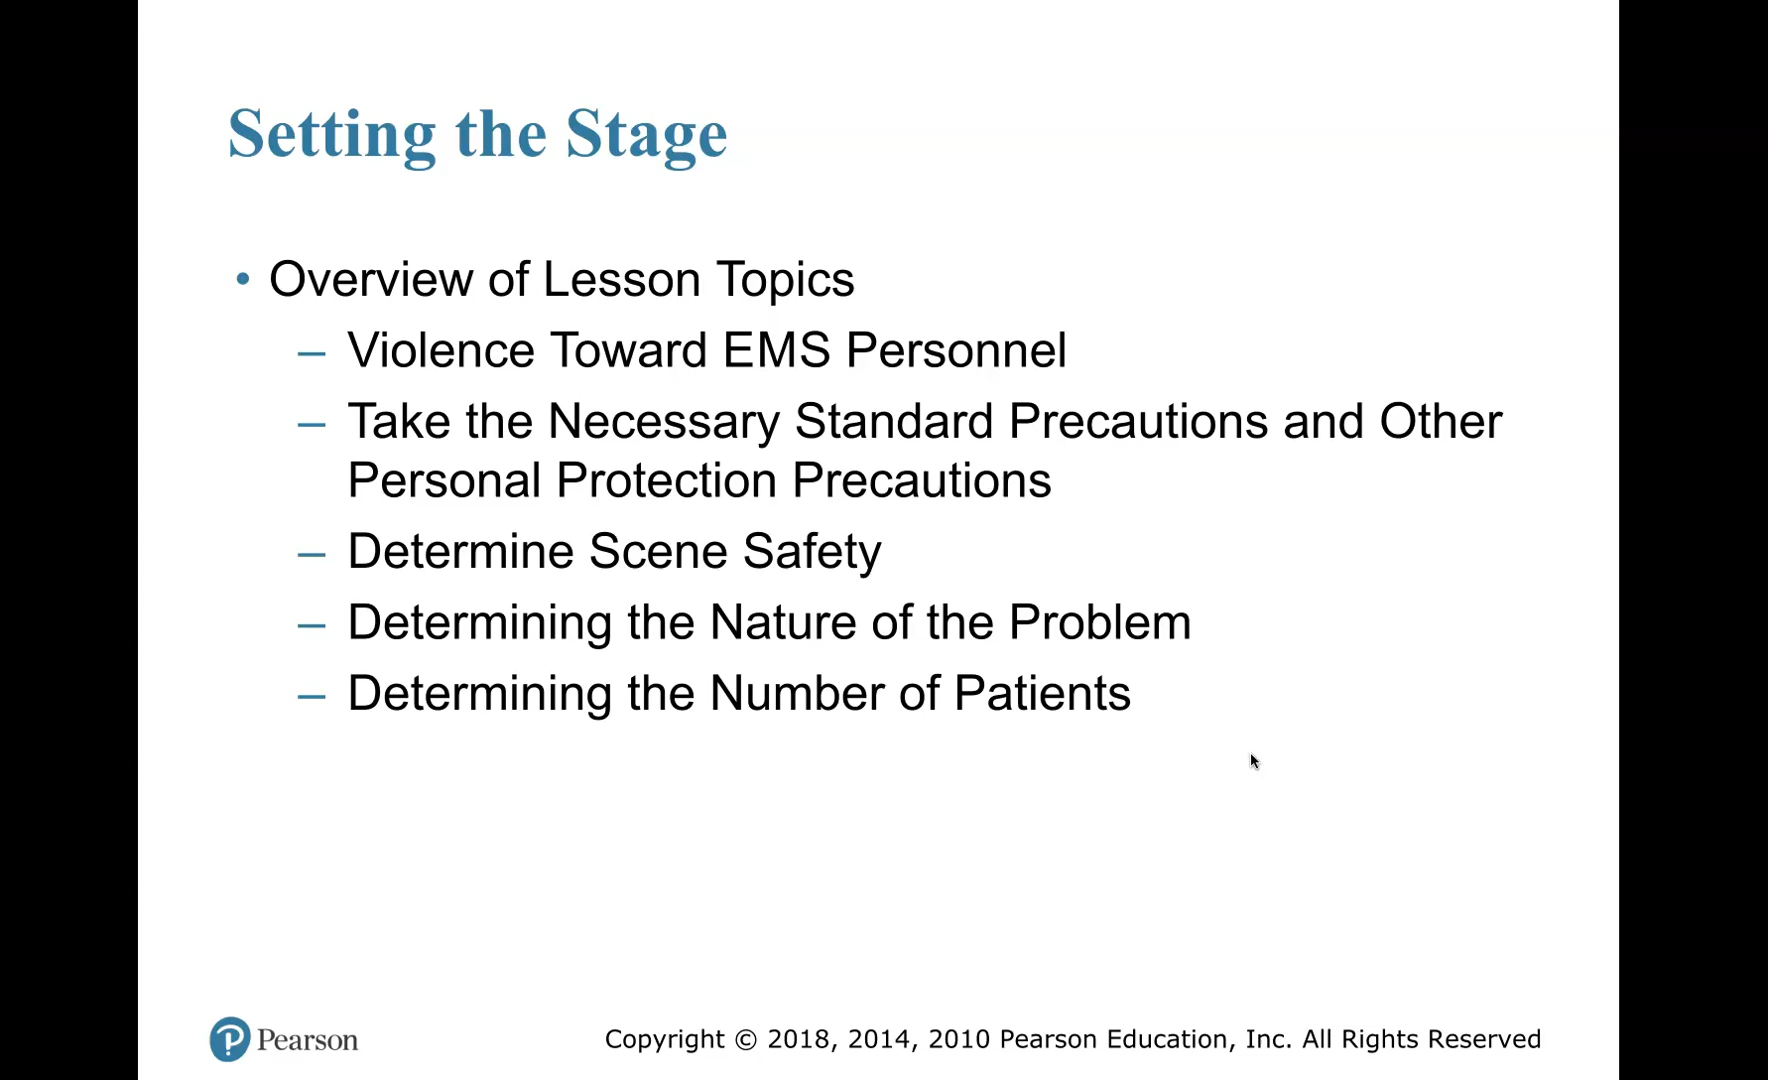 Setting the Stage
• Overview of Lesson Topics
– Violence Toward EMS Personnel
– Take the Necessary Standard Precautions and Other
Personal Protection Precautions
– Determine Scene Safety
– Determining the Nature of the Problem
– Determining the Number of Patients
Pearson
Copyright © 2018, 2014, 2010 Pearson Education, Inc. All Rights Reserved